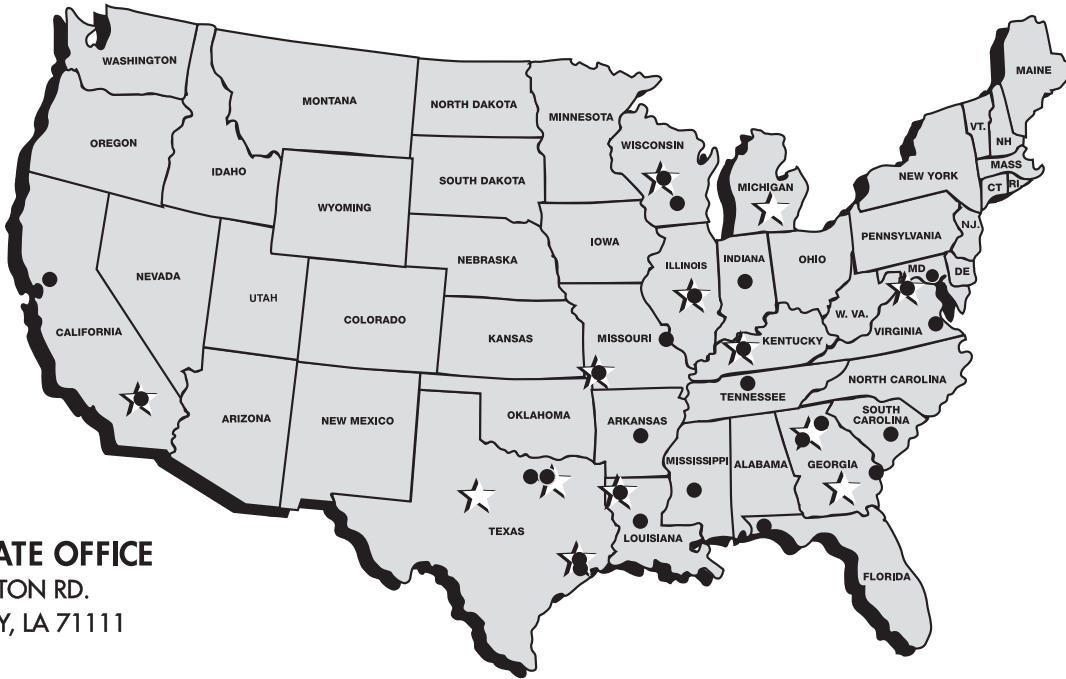 WASHINGTON
OREGON
IDAHO
MONTANA
WYOMING
NORTH DAKOTA
SOUTH DAKOTA
NEBRASKA
KANSAS
MINNESOTA
IOWA
WISCONSIN
MICHIGAN
ILLINOIS
INDIANA
OHIO
MISSOURI
CALIFORNIA
NEVADA
UTAH
COLORADO
ARIZONA
NEW MEXICO
OKLAHOMA
TEXAS
ARKANSAS
LOUISIANA
MISSISSIPPI
ALABAMA
TENNESSEE
KENTUCKY
W. VA.
VIRGINIA
NORTH CAROLINA
SOUTH
CAROLINA
GEORGIA
FLORIDA
PENNSYLVANIA
NEW YORK
MAINE
VT.
NH
MASS
CT
RI
N.J.
MD
DE
ATE OFFICE
TON RD.
Y, LA 71111